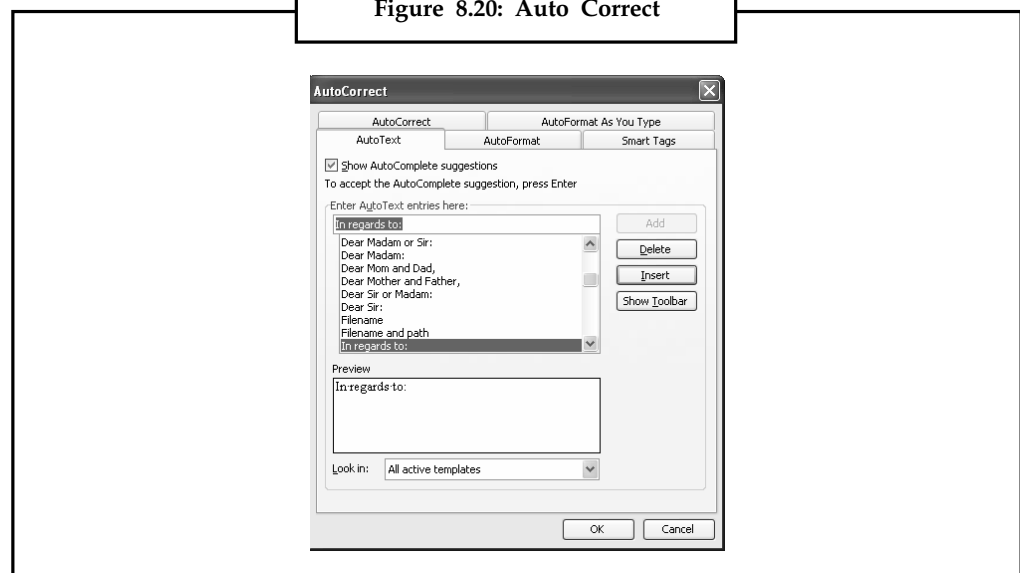 Figure 8.20: Auto Correct
AutoCorrect
AutoCorrect AutoFormat As You Type
AutoText AutoFormat Smart Tags
Show AutoComplete suggestions
To accept the AutoComplete suggestion, press Enter
Enter AutoText entries here:
In regards to: Add
Dear Madam or Sir:
Dear Madam: Delete
Dear Mom and Dad,
Dear Mother and Father, Insert
Dear Sir or Madam:
Dear Sir: Show Toolbar
Filename
Filename and path
In regards to:
Preview
In·regards·to:
Look in: All active templates
OK Cancel